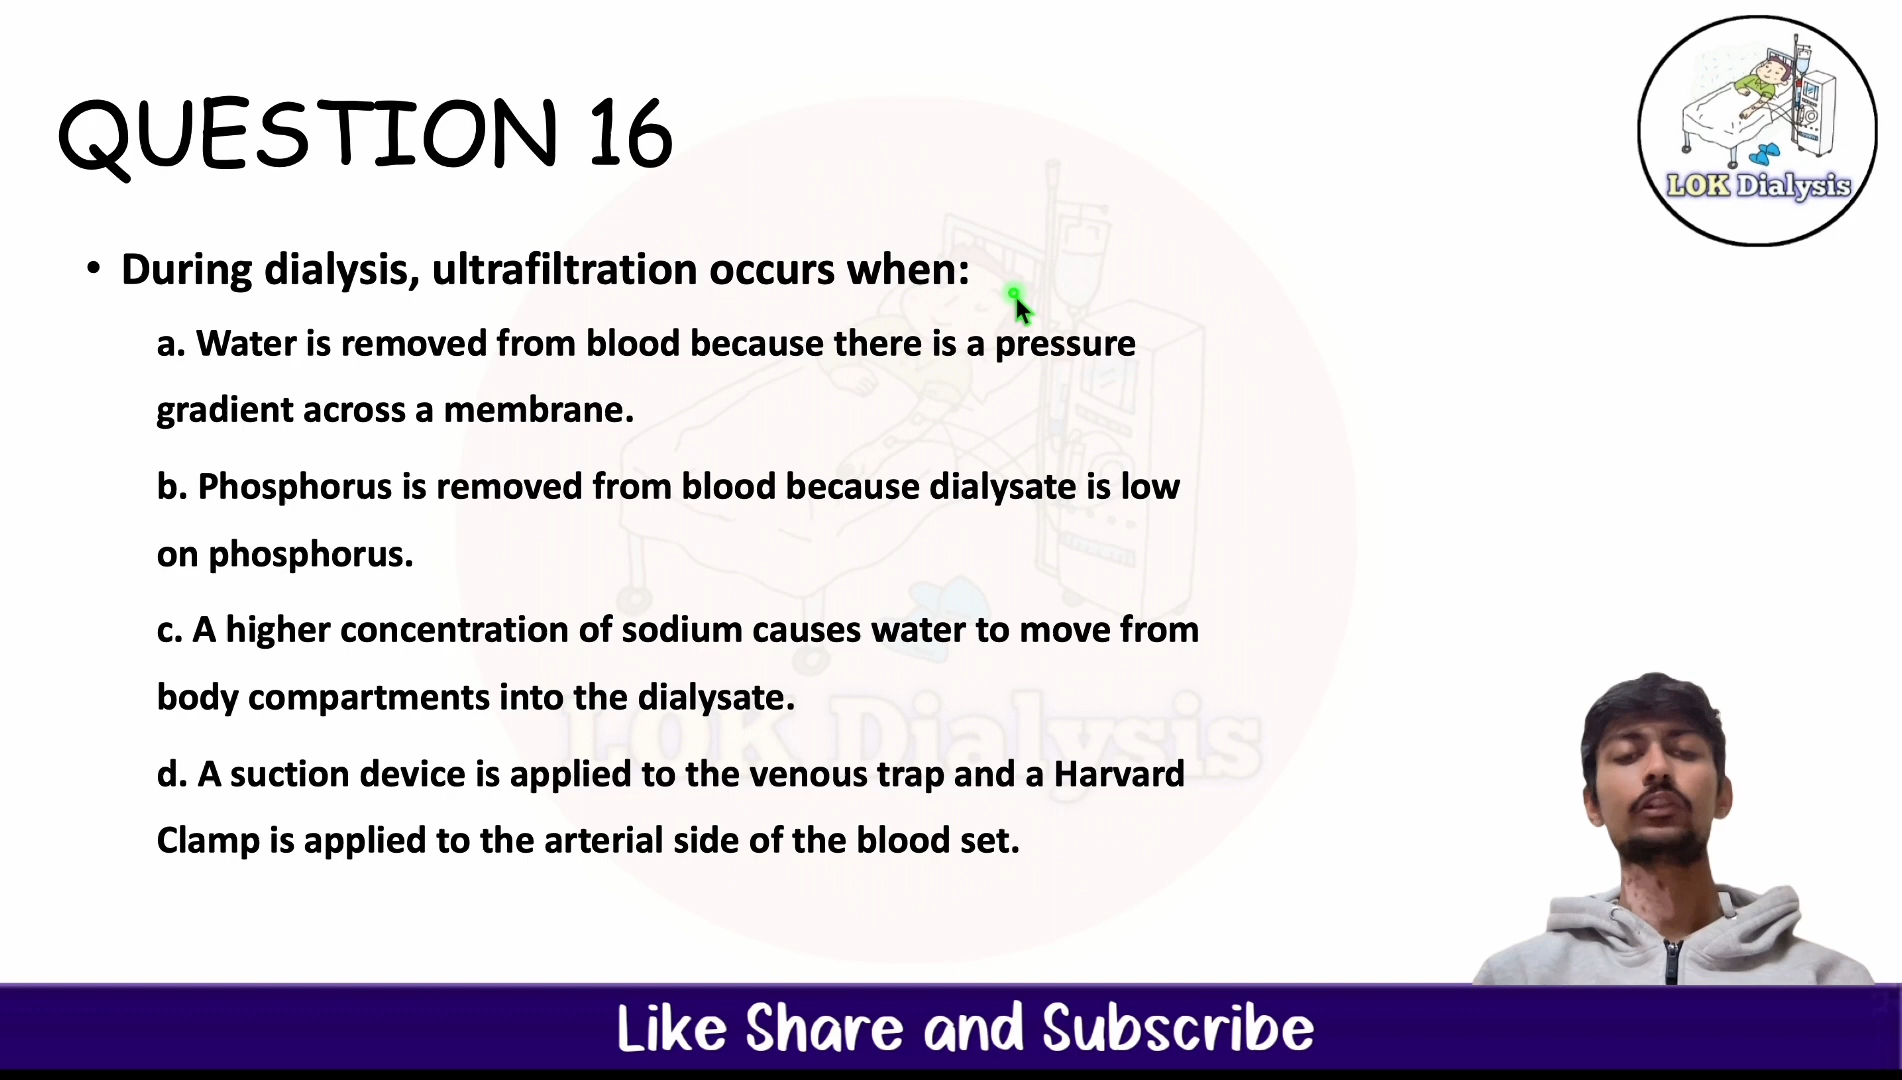 QUESTION 16
LOK Dialysis
• During dialysis, ultrafiltration occurs when:
a. Water is removed from blood because there is a pressure
gradient across a membrane.
b. Phosphorus is removed from blood because dialysate is low
on phosphorus.
c. A higher concentration of sodium causes water to move from
body compartments into the dialysate.
LOK Dialysis
d. A suction device is applied to the venous trap and a Harvard
Clamp is applied to the arterial side of the blood set.
Like Share and Subscribe